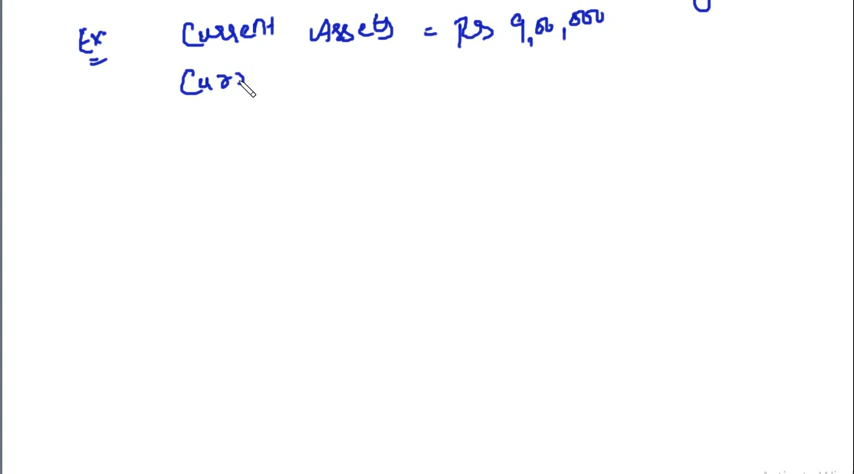 Ex Current Assets = Rs 9,00,000
Curr